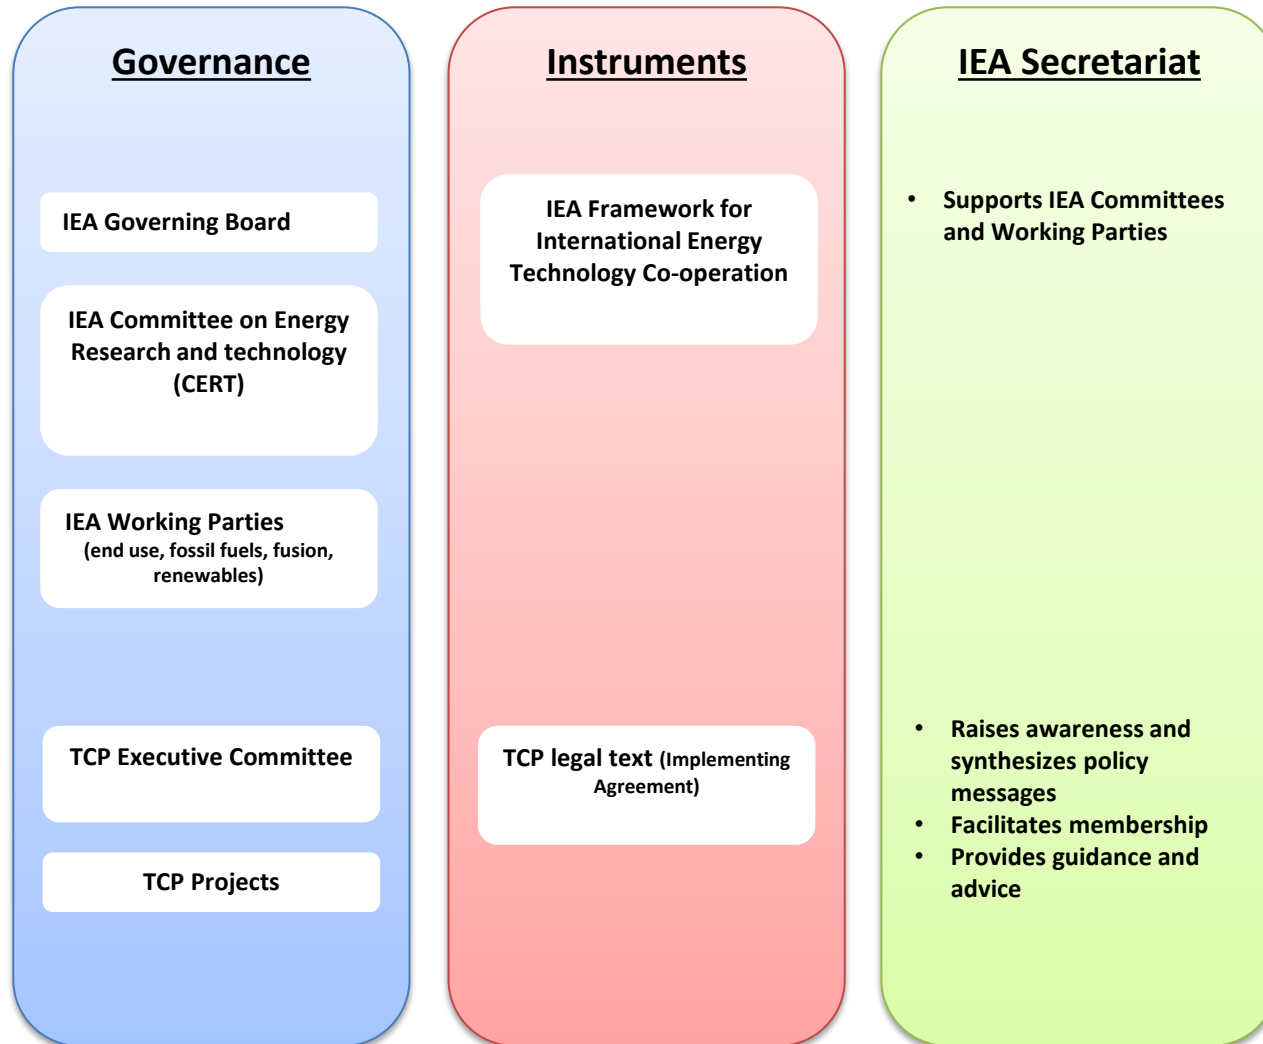 Governance
IEA Governing Board
IEA Committee on Energy
Research and technology
(CERT)
IEA Working Parties
(end use, fossil fuels, fusion,
renewables)
TCP Executive Committee
TCP Projects
Instruments
IEA Framework for
International Energy
Technology Co-operation
TCP legal text (Implementing
Agreement)
IEA Secretariat
• Supports IEA Committees
and Working Parties
• Raises awareness and
synthesizes policy
messages
• Facilitates membership
• Provides guidance and
advice